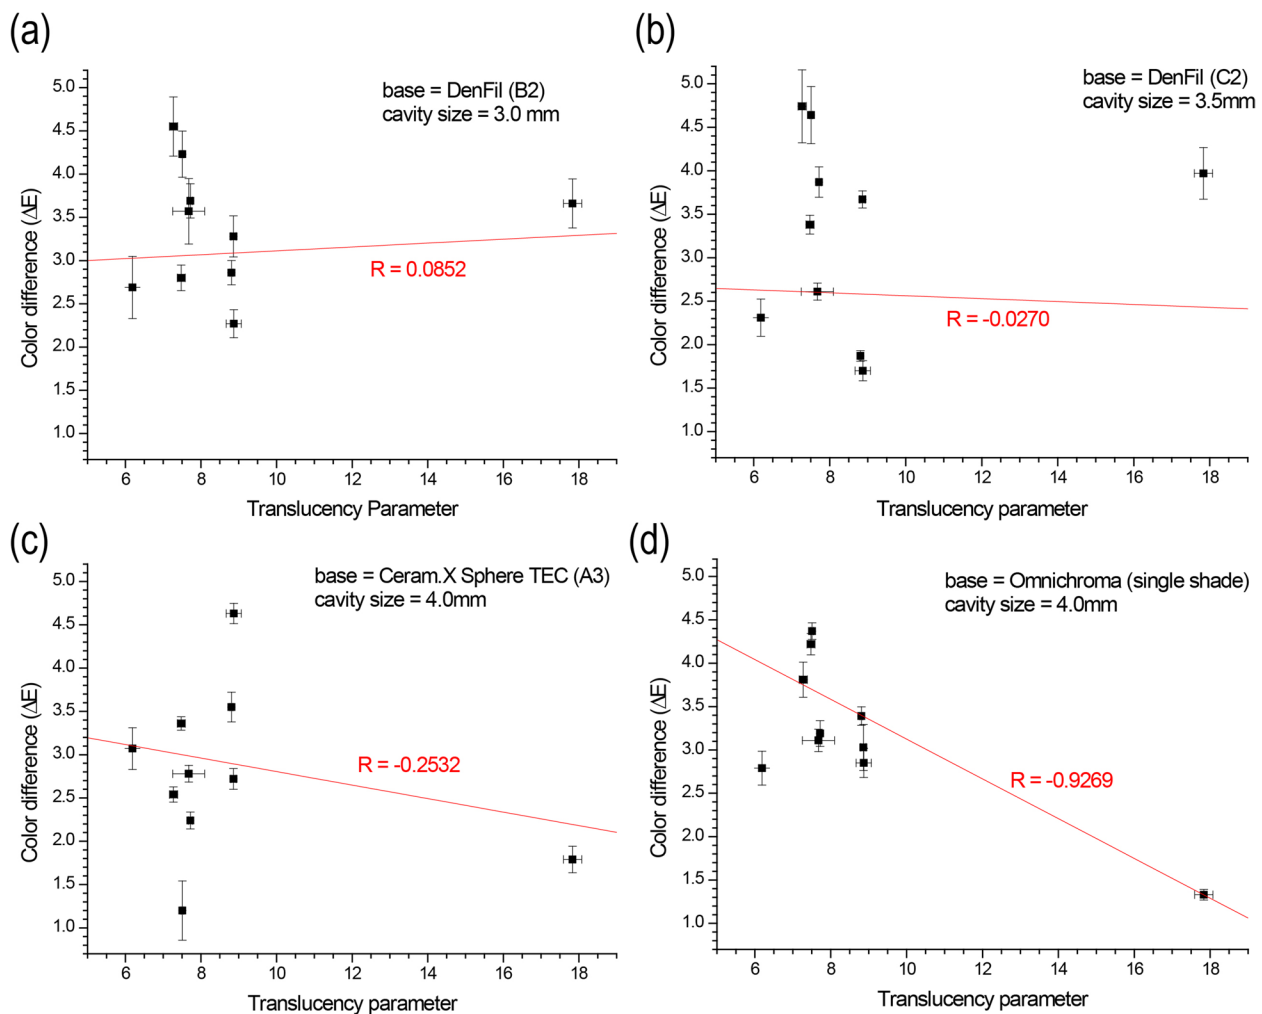 (a)
base = DenFil (B2)
cavity size = 3.0 mm
Color difference (ΔE)
5.0
4.5
4.0
3.5
3.0
2.5
2.0
1.5
1.0
R = 0.0852
6 8 10 12 14 16 18
Translucency Parameter
(b)
base = DenFil (C2)
cavity size = 3.5mm
Color difference (ΔE)
5.0
4.5
4.0
3.5
3.0
2.5
2.0
1.5
1.0
R = -0.0270
6 8 10 12 14 16 18
Translucency parameter
(c)
base = Ceram.X Sphere TEC (A3)
cavity size = 4.0mm
Color difference (ΔE)
5.0
4.5
4.0
3.5
3.0
2.5
2.0
1.5
1.0
R = -0.2532
6 8 10 12 14 16 18
Translucency parameter
(d)
base = Omnichroma (single shade)
cavity size = 4.0mm
Color difference (ΔE)
5.0
4.5
4.0
3.5
3.0
2.5
2.0
1.5
1.0
R = -0.9269
6 8 10 12 14 16 18
Translucency parameter